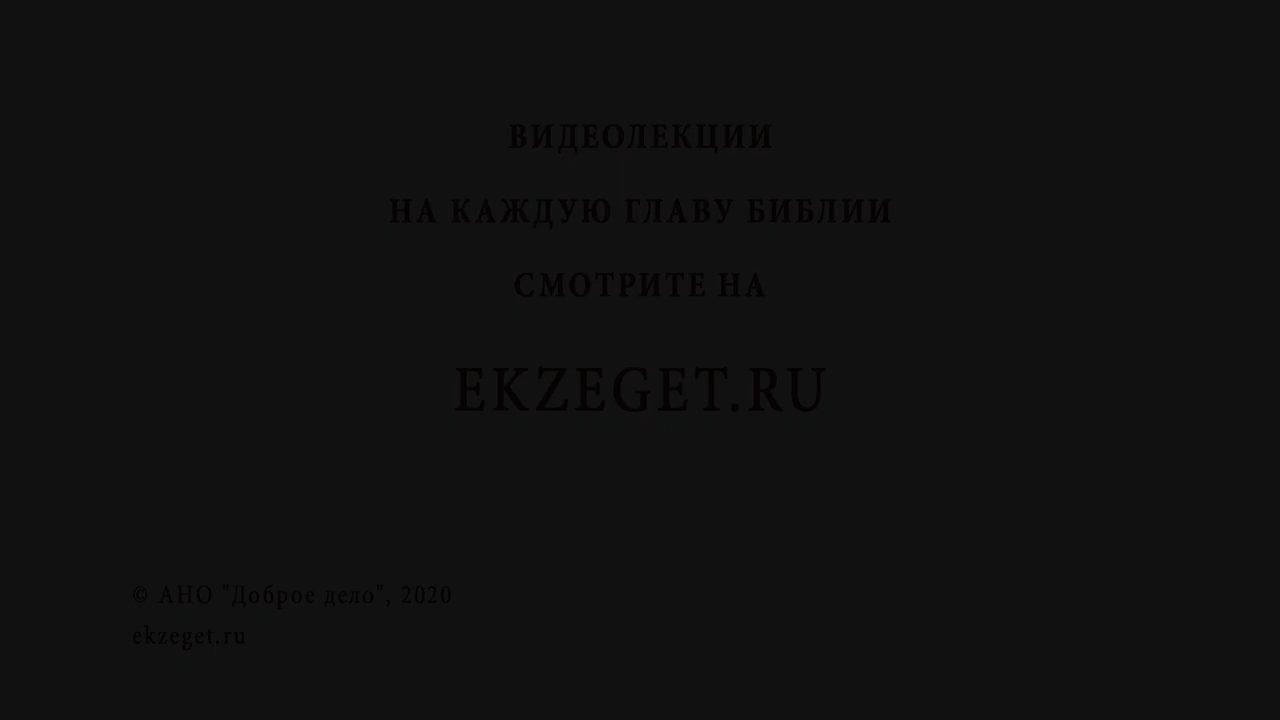 ВИДЕОЛЕКЦИИ
НА КАЖДУЮ ГЛАВУ БИБЛИИ
СМОТРИТЕ НА
EKZEGET.RU
© АНО "Доброе дело", 2020
ekzeget.ru